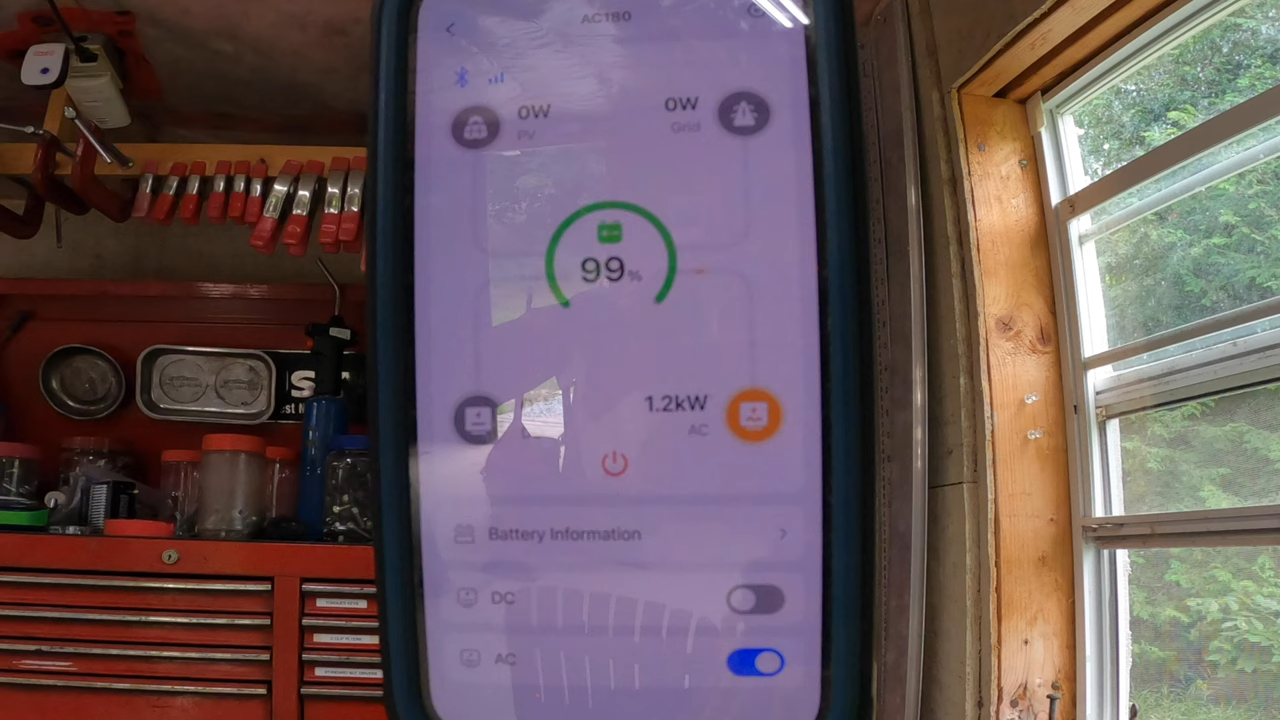 AC180
0W
PV
0W
Grid
99%
1.2kW
AC
Battery Information
DC
AC